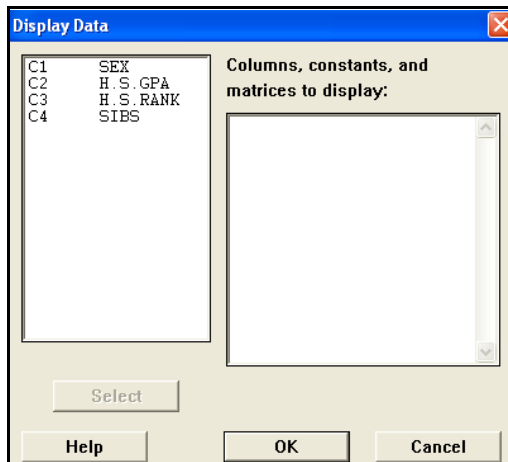 Display Data
C1 SEX
C2 H.S.GPA
C3 H.S.RANK
C4 SIBS
Columns, constants, and
matrices to display:
Select
Help OK Cancel